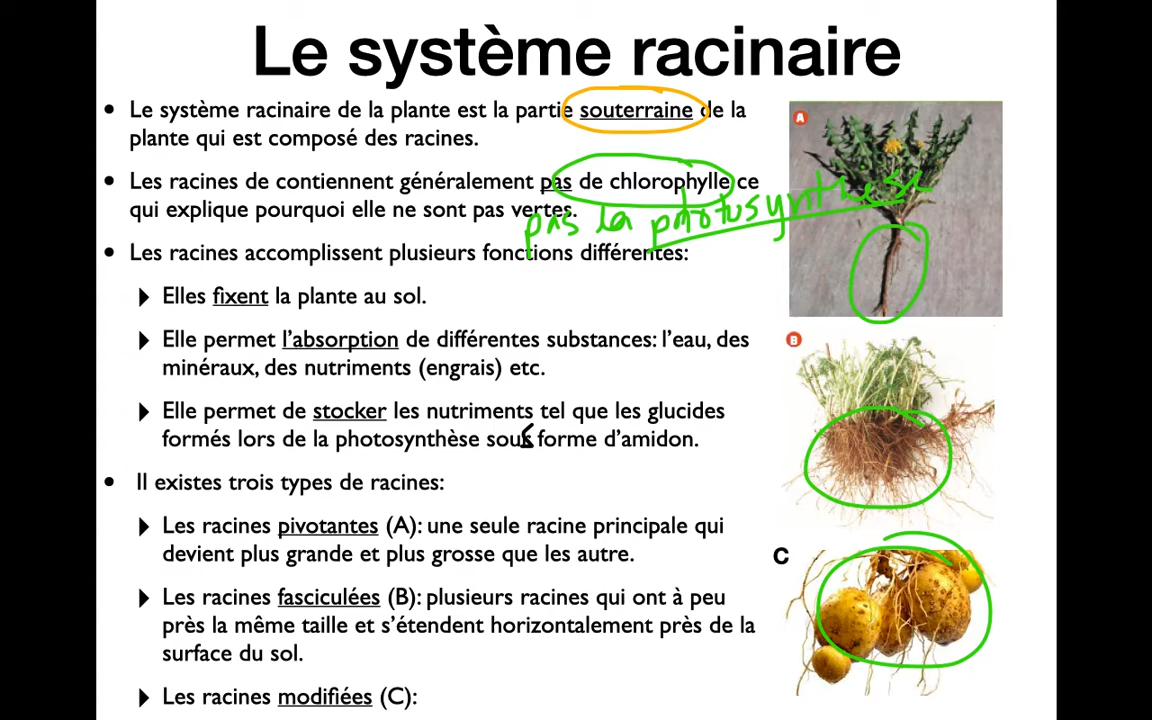 Le système racinaire
• Le système racinaire de la plante est la partie souterraine de la
plante qui est composé des racines.
• Les racines de contiennent généralement pas de chlorophylle ce
qui explique pourquoi elle ne sont pas vertes.
pas la photosynthèse
• Les racines accomplissent plusieurs fonctions différentes:
Elles fixent la plante au sol.
Elle permet l'absorption de différentes substances: l'eau, des
minéraux, des nutriments (engrais) etc.
Elle permet de stocker les nutriments tel que les glucides
formés lors de la photosynthèse sous forme d'amidon.
• Il existes trois types de racines:
Les racines pivotantes (A): une seule racine principale qui
devient plus grande et plus grosse que les autre.
Les racines fasciculées (B): plusieurs racines qui ont à peu
près la même taille et s'étendent horizontalement près de la
surface du sol.
Les racines modifiées (C):
A
B
C